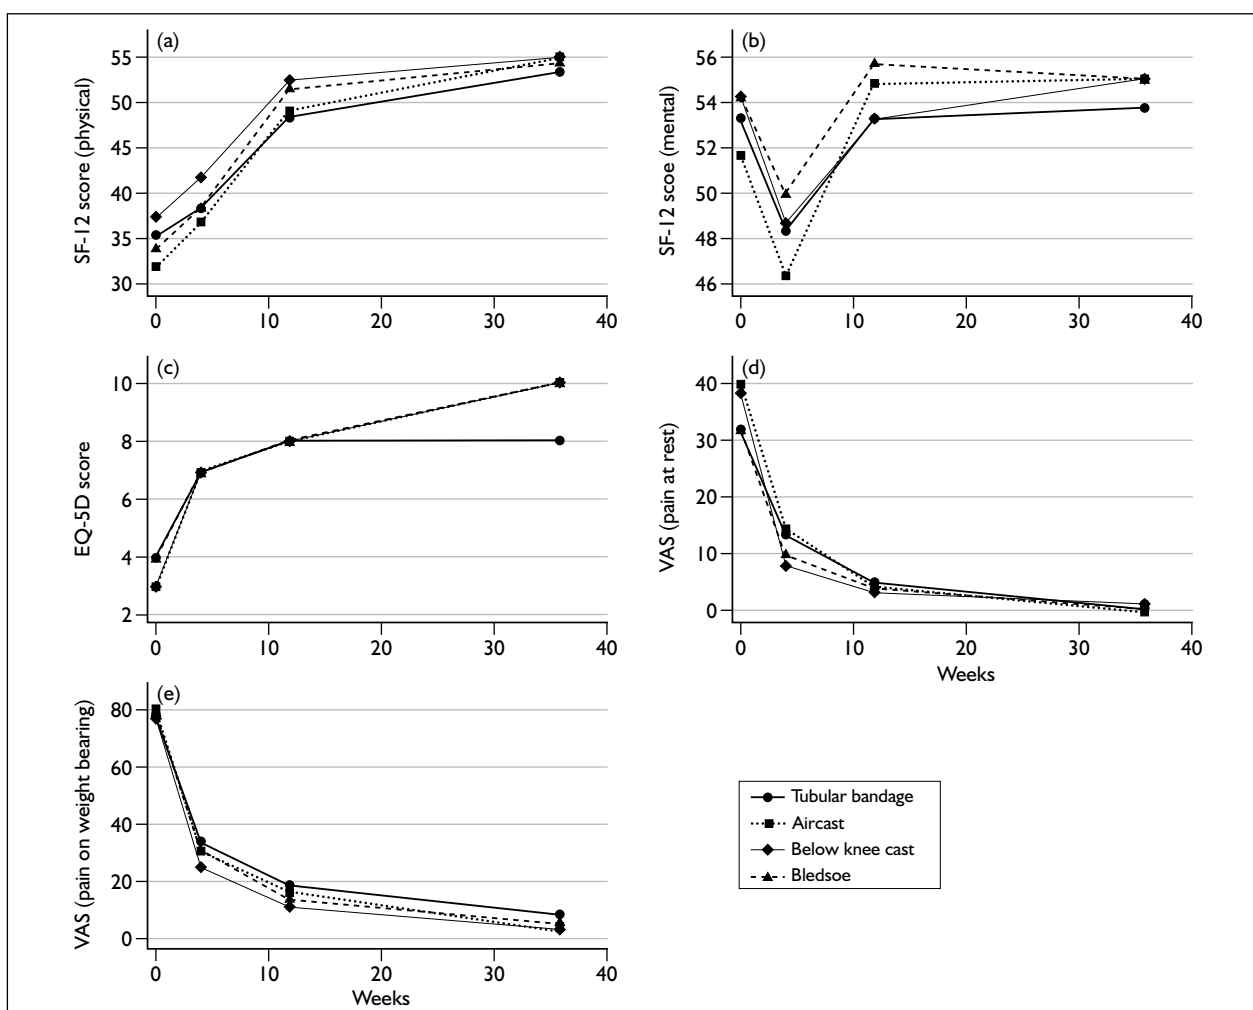 (a)
SF-12 score (physical)
55
50
45
40
35
30
0 10 20 30 40
(b)
SF-12 scoe (mental)
56
54
52
50
48
46
0 10 20 30 40
(c)
EQ-5D score
10
8
6
4
2
0 10 20 30 40
(d)
VAS (pain at rest)
40
30
20
10
0
0 10 20 30 40
Weeks
(e)
VAS (pain on weight bearing)
80
60
40
20
0
0 10 20 30 40
Weeks
Tubular bandage
Aircast
Below knee cast
Bledsoe